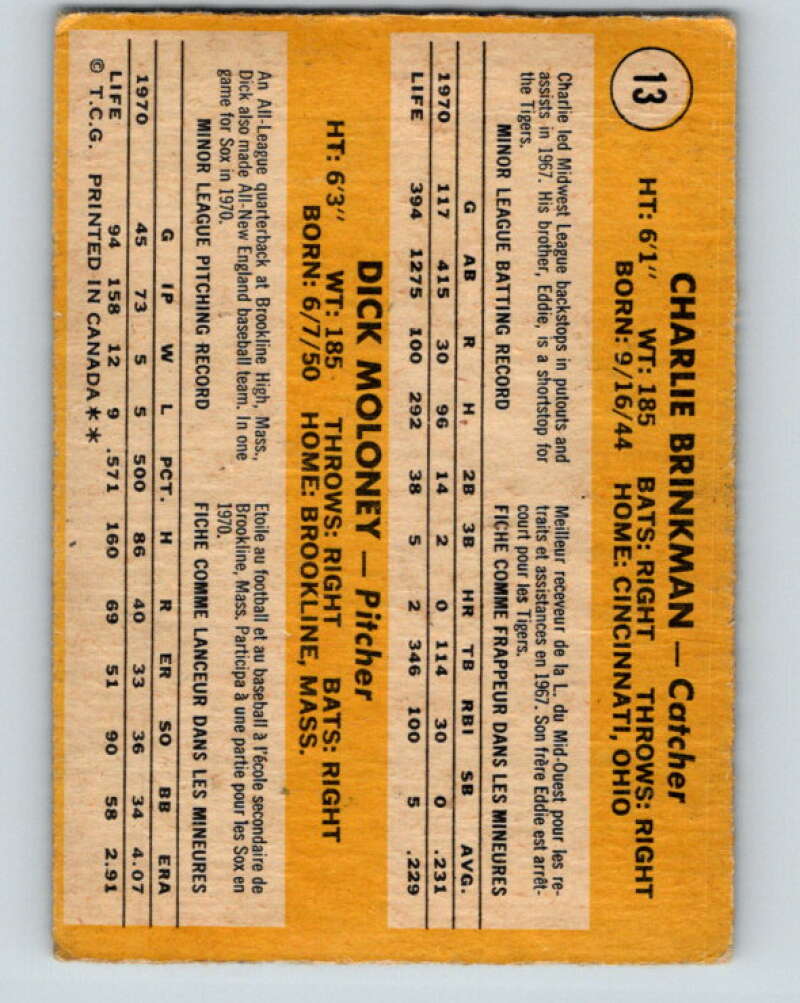 13
CHARLIE BRINKMAN — Catcher
HT: 6'1" WT: 185 BATS: RIGHT THROWS: RIGHT
BORN: 9/16/44 HOME: CINCINNATI, OHIO
Charlie led Midwest League backstops in putouts and
assists in 1967. His brother, Eddie, is a shortstop for
the Tigers.
Meilleur receveur de la L. du Mid-Ouest pour les re-
traits et assistances en 1967. Son frère Eddie est arrêt-
court pour les Tigers.
MINOR LEAGUE BATTING RECORD FICHE COMME FRAPPEUR DANS LES MINEURES
G AB R H 2B 3B HR TB RBI SB AVG.
1970 117 415 30 96 14 2 0 114 30 0 .231
LIFE 394 1275 100 292 38 5 2 346 100 5 .229
DICK MOLONEY — Pitcher
HT: 6'3" WT: 185 THROWS: RIGHT BATS: RIGHT
BORN: 6/7/50 HOME: BROOKLINE, MASS.
An All-League quarterback at Brookline High, Mass.,
Dick also made All-New England baseball team. In one
game for Sox in 1970.
Etoile au football et au baseball à l'école secondaire de
Brookline, Mass. Participa à une partie pour les Sox en
1970.
MINOR LEAGUE PITCHING RECORD FICHE COMME LANCEUR DANS LES MINEURES
G IP W L PCT. H R ER SO BB ERA
1970 45 73 5 5 500 86 40 33 36 34 4.07
LIFE 94 158 12 9 .571 160 69 51 90 58 2.91
© T.C.G. PRINTED IN CANADA**